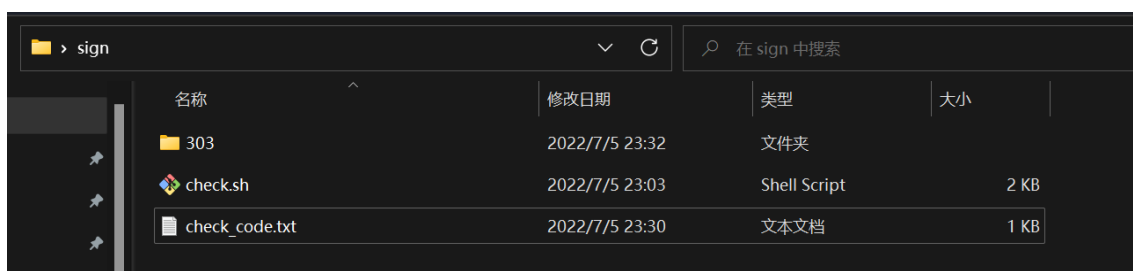 sign 在 sign 中搜索
名称 修改日期 类型 大小
303 2022/7/5 23:32 文件夹
check.sh 2022/7/5 23:03 Shell Script 2 KB
check_code.txt 2022/7/5 23:30 文本文档 1 KB